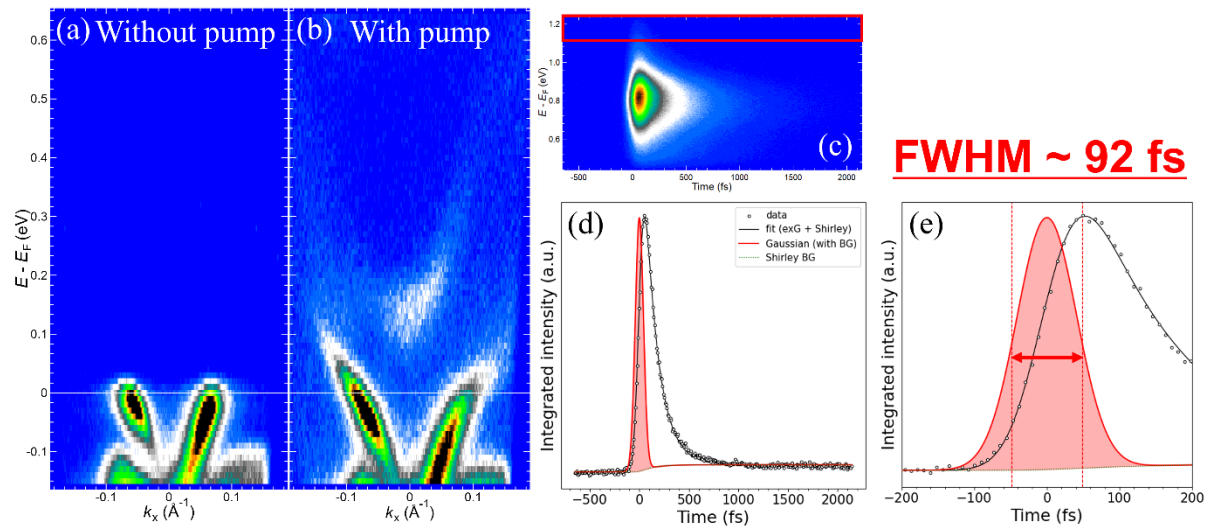 (a) Without pump
0.6
0.5
0.4
0.3
0.2
0.1
0
-0.1
E - EF (eV)
-0.1 0 0.1
kx (Å-1)
(b) With pump
-0.1 0 0.1
kx (Å-1)
1.2
1.0
0.8
0.6
E - EF (eV)
(c)
-500 0 500 1000 1500 2000
Time (fs)
FWHM ~ 92 fs
(d)
data
fit (exG + Shirley)
Gaussian (with BG)
Shirley BG
Integrated intensity (a.u.)
-500 0 500 1000 1500 2000
Time (fs)
(e)
Integrated intensity (a.u.)
-200 -100 0 100 200
Time (fs)